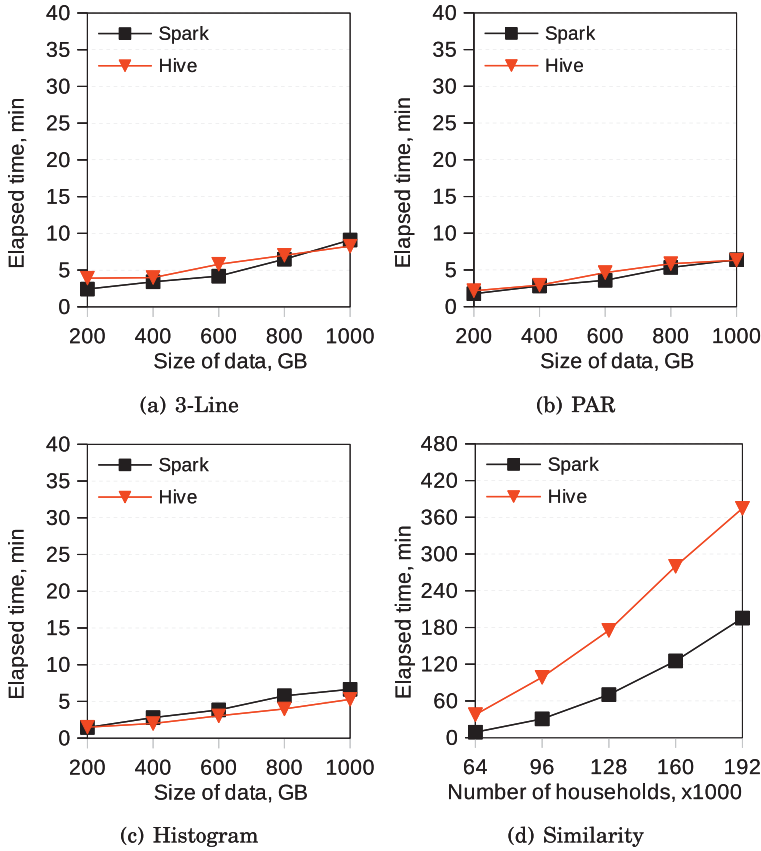 40
35
30
25
20
15
10
5
0
Elapsed time, min
Spark
Hive
200 400 600 800 1000
Size of data, GB
(a) 3-Line
40
35
30
25
20
15
10
5
0
Elapsed time, min
Spark
Hive
200 400 600 800 1000
Size of data, GB
(b) PAR
40
35
30
25
20
15
10
5
0
Elapsed time, min
Spark
Hive
200 400 600 800 1000
Size of data, GB
(c) Histogram
480
420
360
300
240
180
120
60
0
Elapsed time, min
Spark
Hive
64 96 128 160 192
Number of households, x1000
(d) Similarity